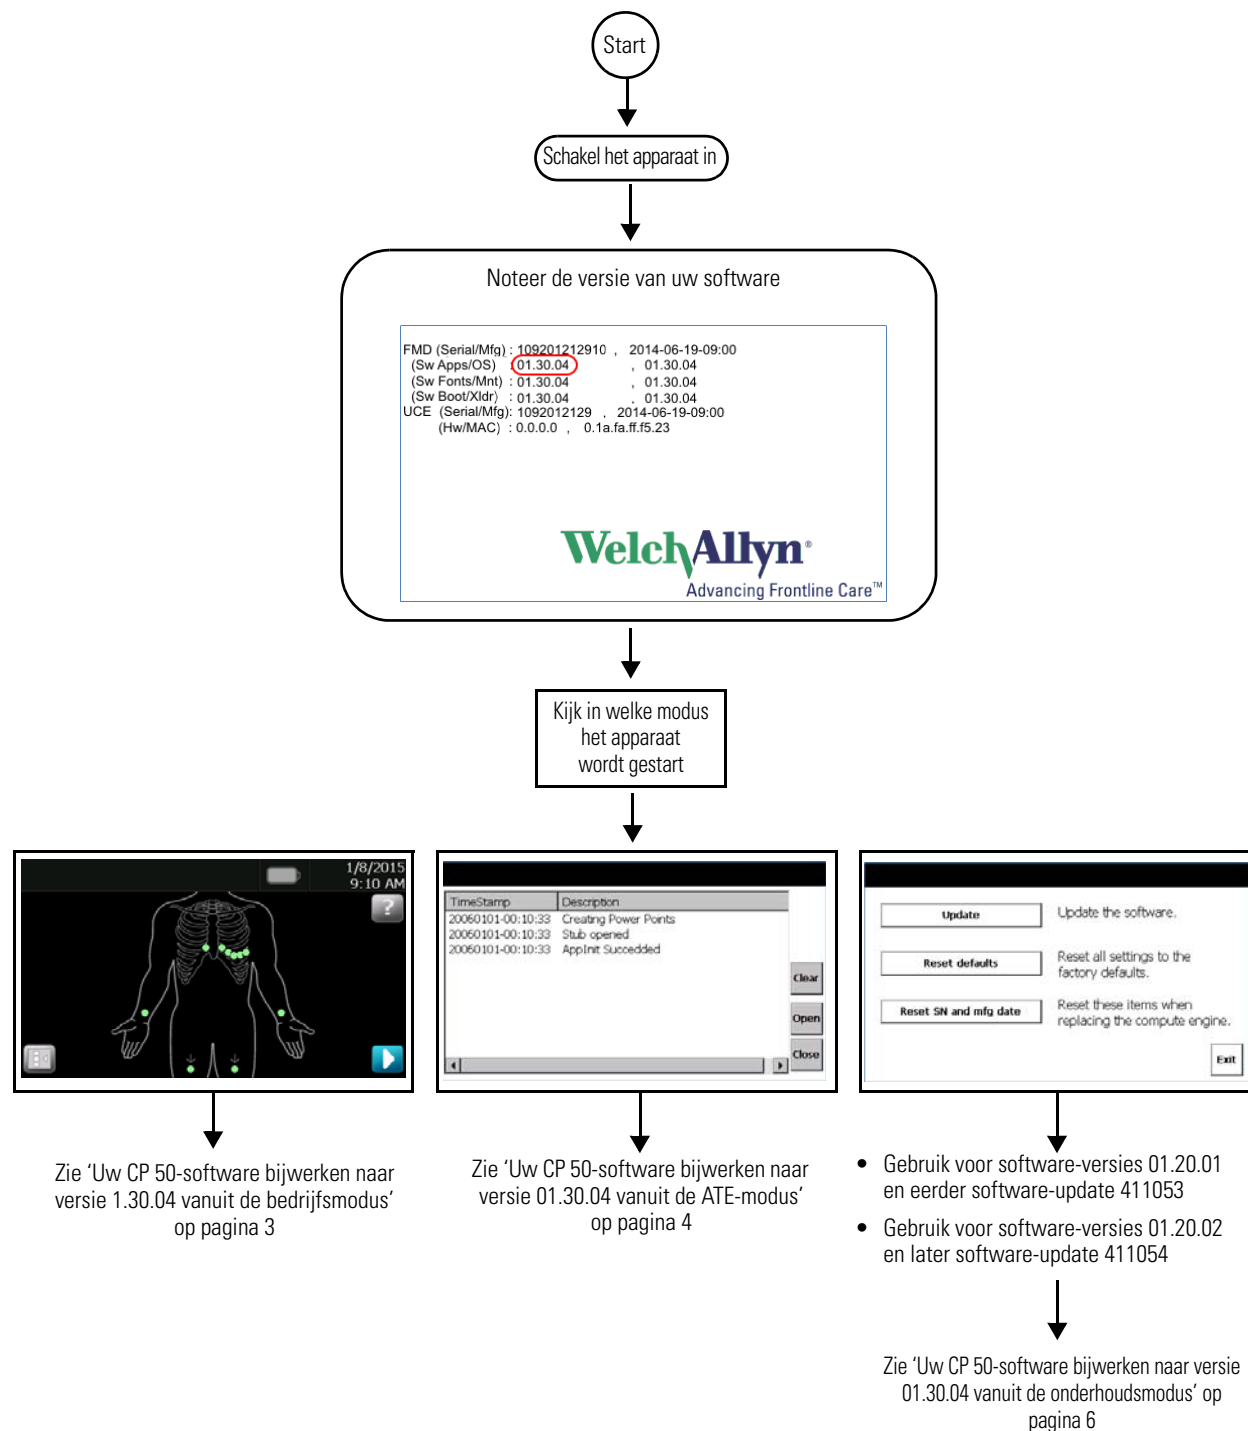 Start
Schakel het apparaat in
Noteer de versie van uw software
FMD (Serial/Mfg) : 109201212910 , 2014-06-19-09:00
(Sw Apps/OS) : 01.30.04 , 01.30.04
(Sw Fonts/Mnt) : 01.30.04 , 01.30.04
(Sw Boot/Xldr) : 01.30.04 , 01.30.04
UCE (Serial/Mfg): 1092012129 , 2014-06-19-09:00
(Hw/MAC) : 0.0.0.0 , 0.1a.fa.ff.f5.23
WelchAllyn®
Advancing Frontline Care™
Kijk in welke modus
het apparaat
wordt gestart
1/8/2015
9:10 AM
?
TimeStamp Description
20060101-00:10:33 Creating Power Points
20060101-00:10:33 Stub opened
20060101-00:10:33 AppInit Succedded
Clear
Open
Close
Update Update the software.
Reset defaults Reset all settings to the
factory defaults.
Reset SN and mfg date Reset these items when
replacing the compute engine.
Exit
Zie ‘Uw CP 50-software bijwerken naar
versie 1.30.04 vanuit de bedrijfsmodus’
op pagina 3
Zie ‘Uw CP 50-software bijwerken naar
versie 01.30.04 vanuit de ATE-modus’
op pagina 4
• Gebruik voor software-versies 01.20.01
en eerder software-update 411053
• Gebruik voor software-versies 01.20.02
en later software-update 411054
Zie ‘Uw CP 50-software bijwerken naar versie
01.30.04 vanuit de onderhoudsmodus’ op
pagina 6